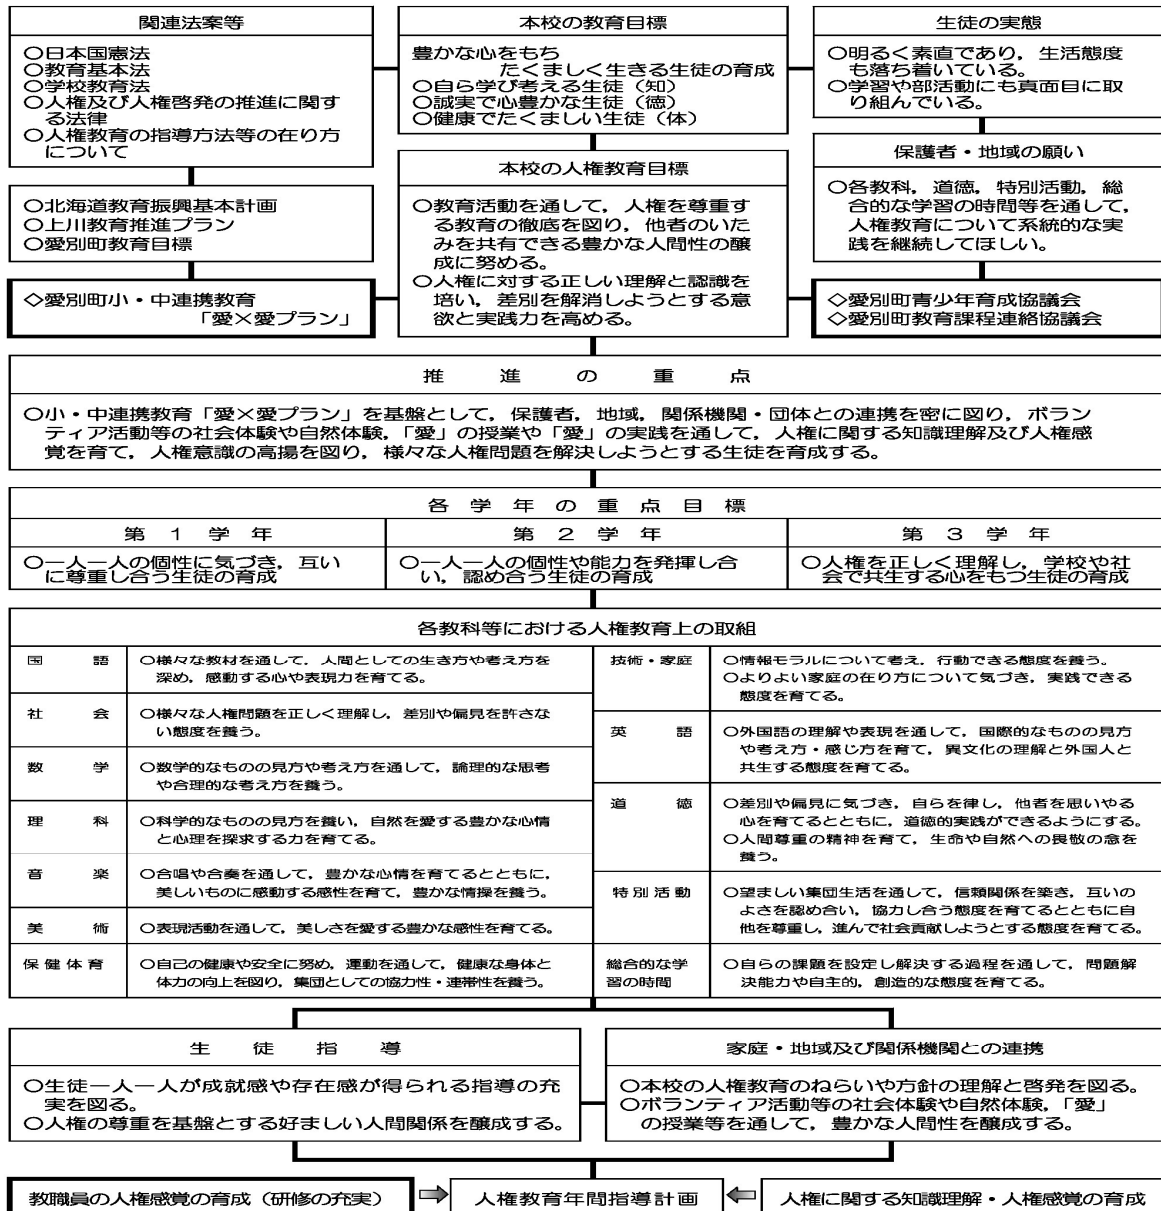 関連法案等
○日本国憲法
○教育基本法
○学校教育法
○人権及び人権啓発の推進に関す
る法律
○人権教育の指導方法等の在り方
について
○北海道教育振興基本計画
○上川教育推進プラン
○愛別町教育目標
◇愛別町小・中連携教育
「愛×愛プラン」
本校の教育目標
豊かな心をもち
たくましく生きる生徒の育成
○自ら学び考える生徒（知）
○誠実で心豊かな生徒（徳）
○健康でたくましい生徒（体）
本校の人権教育目標
○教育活動を通して，人権を尊重す
る教育の徹底を図り，他者のいた
みを共有できる豊かな人間性の醸
成に努める。
○人権に対する正しい理解と認識を
培い，差別を解消しようとする意
欲と実践力を高める。
生徒の実態
○明るく素直であり，生活態度
も落ち着いている。
○学習や部活動にも真面目に取
り組んでいる。
保護者・地域の願い
○各教科，道徳，特別活動，総
合的な学習の時間等を通して，
人権教育について系統的な実
践を継続してほしい。
◇愛別町青少年育成協議会
◇愛別町教育課程連絡協議会
推進の重点
○小・中連携教育「愛×愛プラン」を基盤として，保護者，地域，関係機関・団体との連携を密に図り，ボラン
ティア活動等の社会体験や自然体験，「愛」の授業や「愛」の実践を通して，人権に関する知識理解及び人権感
覚を育て，人権意識の高揚を図り，様々な人権問題を解決しようとする生徒を育成する。
各学年の重点目標
第１学年
○一人一人の個性に気づき，互い
に尊重し合う生徒の育成
第２学年
○一人一人の個性や能力を発揮し合
い，認め合う生徒の育成
第３学年
○人権を正しく理解し，学校や社
会で共生する心をもつ生徒の育成
各教科等における人権教育上の取組
国語
○様々な教材を通して，人間としての生き方や考え方を
深め，感動する心や表現力を育てる。
社会
○様々な人権問題を正しく理解し，差別や偏見を許さな
い態度を養う。
数学
○数学的なものの見方や考え方を通して，論理的な思考
や合理的な考え方を養う。
理科
○科学的なものの見方を養い，自然を愛する豊かな心情
と心理を探求する力を育てる。
音楽
○合唱や合奏を通して，豊かな心情を育てるとともに，
美しいものに感動する感性を育て，豊かな情操を養う。
美術
○表現活動を通して，美しさを愛する豊かな感性を育てる。
保健体育
○自己の健康や安全に努め，運動を通して，健康な身体と
体力の向上を図り，集団としての協力性・連帯性を養う。
技術・家庭
○情報モラルについて考え，行動できる態度を養う。
○よりよい家庭の在り方について気づき，実践できる
態度を育てる。
英語
○外国語の理解や表現を通して，国際的なものの見方
や考え方・感じ方を育て，異文化の理解と外国人と
共生する態度を育てる。
道徳
○差別や偏見に気づき，自らを律し，他者を思いやる
心を育てるとともに，道徳的実践ができるようにする。
○人間尊重の精神を育て，生命や自然への畏敬の念を
養う。
特別活動
○望ましい集団生活を通して，信頼関係を築き，互いの
よさを認め合い，協力し合う態度を育てるとともに自
他を尊重し，進んで社会貢献しようとする態度を育てる。
総合的な学
習の時間
○自らの課題を設定し解決する過程を通して，問題解
決能力や自主的，創造的な態度を育てる。
生徒指導
○生徒一人一人が成就感や存在感が得られる指導の充
実を図る。
○人権の尊重を基盤とする好ましい人間関係を醸成する。
家庭・地域及び関係機関との連携
○本校の人権教育のねらいや方針の理解と啓発を図る。
○ボランティア活動等の社会体験や自然体験，「愛」
の授業等を通して，豊かな人間性を醸成する。
教職員の人権感覚の育成（研修の充実）
人権教育年間指導計画
人権に関する知識理解・人権感覚の育成